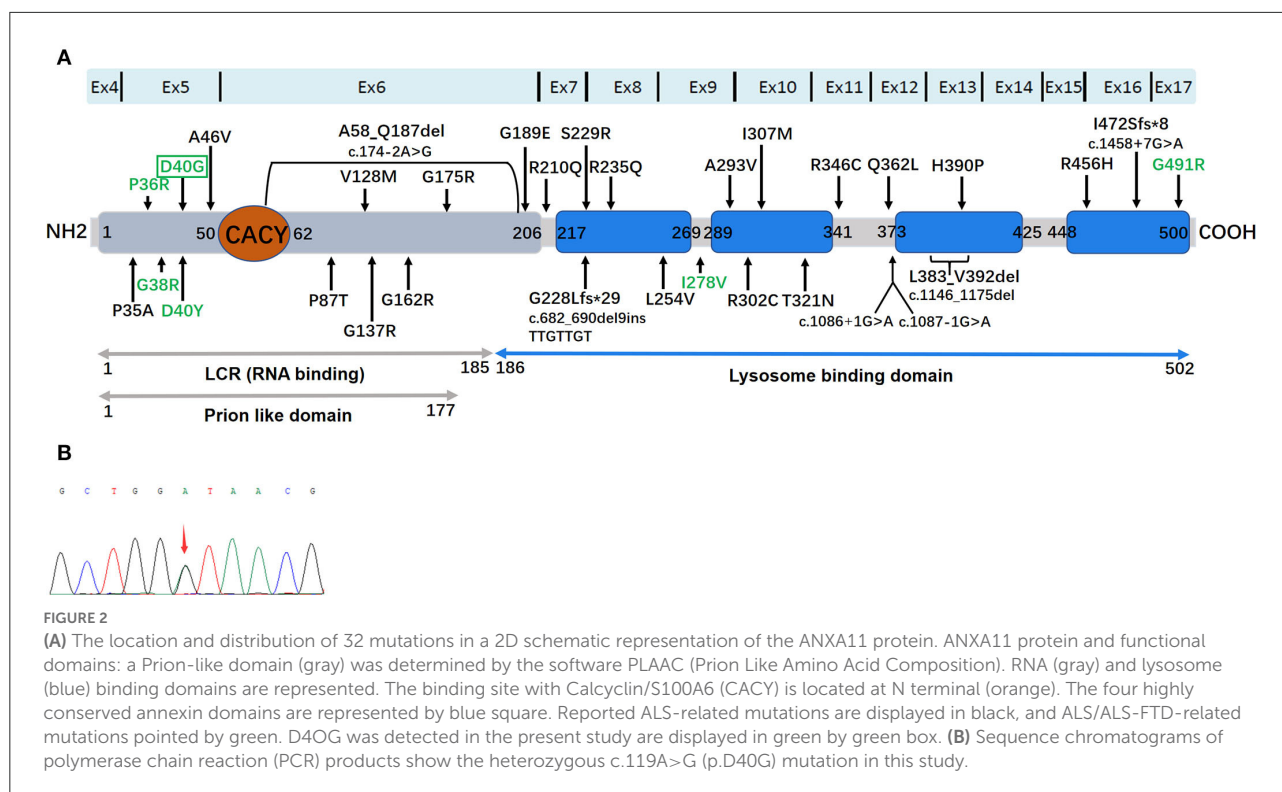 A
Ex4 Ex5 Ex6 Ex7 Ex8 Ex9 Ex10 Ex11 Ex12 Ex13 Ex14 Ex15 Ex16 Ex17
A46V
D40G
P36R
A58_Q187del
c.174-2A>G
V128M
G175R
G189E
R210Q
S229R
R235Q
A293V
I307M
R346C
Q362L
H390P
R456H
I472Sfs*8
c.1458+7G>A
G491R
NH2 1 50 CACY 62 206 217 269 289 341 373 425 448 500 COOH
P35A
G38R
D40Y
P87T
G137R
G162R
G228Lfs*29
c.682_690del9ins
TTGTTGT
L254V
I278V
R302C
T321N
c.1086+1G>A
c.1087-1G>A
L383_V392del
c.1146_1175del
1 185 186 502
LCR (RNA binding)
Lysosome binding domain
1 177
Prion like domain
B
G C T G G A T A A C G
FIGURE 2
(A) The location and distribution of 32 mutations in a 2D schematic representation of the ANXA11 protein. ANXA11 protein and functional
domains: a Prion-like domain (gray) was determined by the software PLAAC (Prion Like Amino Acid Composition). RNA (gray) and lysosome
(blue) binding domains are represented. The binding site with Calcyclin/S100A6 (CACY) is located at N terminal (orange). The four highly
conserved annexin domains are represented by blue square. Reported ALS-related mutations are displayed in black, and ALS/ALS-FTD-related
mutations pointed by green. D4OG was detected in the present study are displayed in green by green box. (B) Sequence chromatograms of
polymerase chain reaction (PCR) products show the heterozygous c.119A>G (p.D40G) mutation in this study.